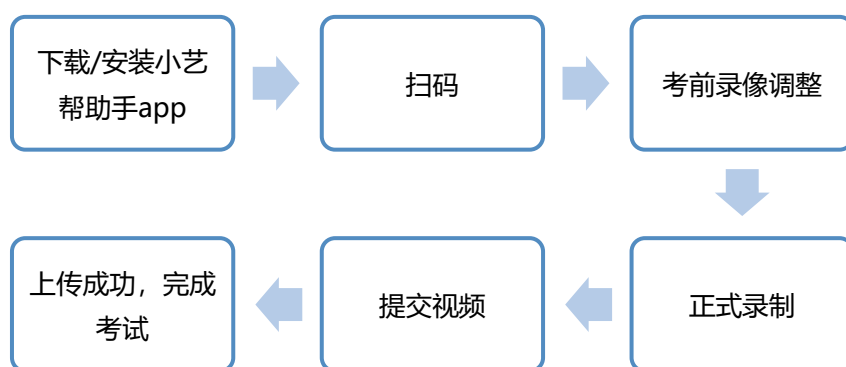 下载/安装小艺
帮助手app
扫码
考前录像调整
正式录制
提交视频
上传成功，完成
考试